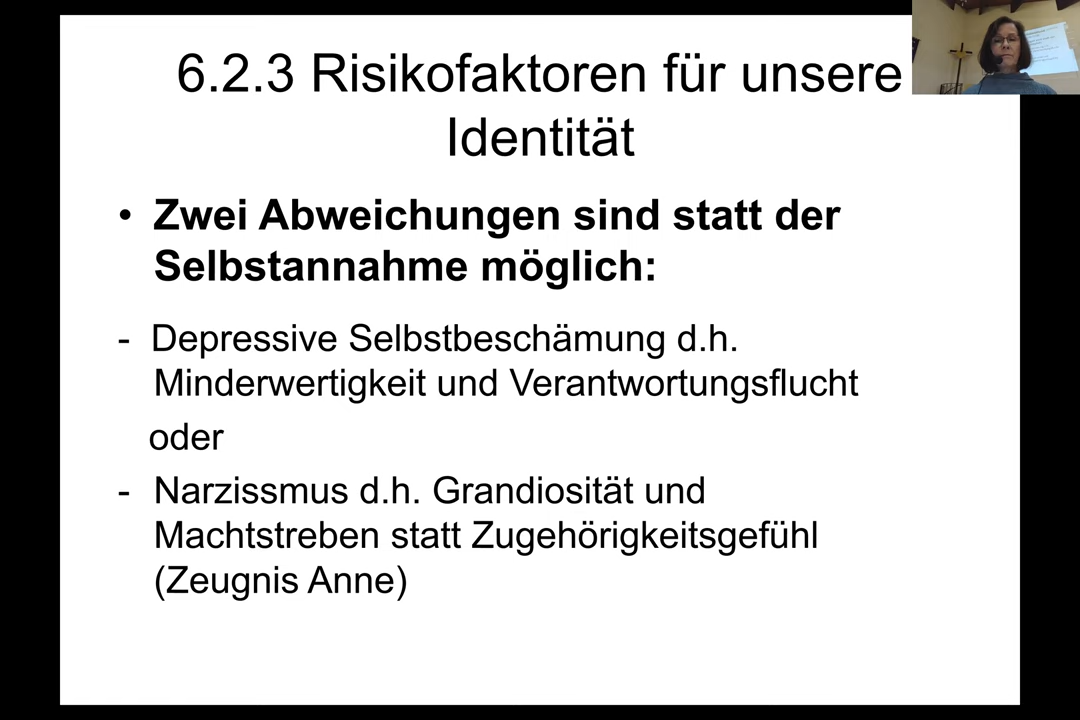 6.2.3 Risikofaktoren für unsere
Identität
• Zwei Abweichungen sind statt der
Selbstannahme möglich:
- Depressive Selbstbeschämung d.h.
Minderwertigkeit und Verantwortungsflucht
oder
- Narzissmus d.h. Grandiosität und
Machtstreben statt Zugehörigkeitsgefühl
(Zeugnis Anne)